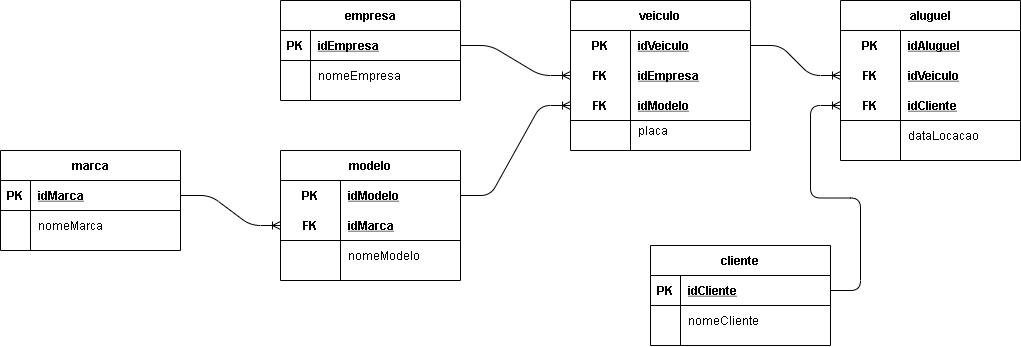 empresa
PK idEmpresa
nomeEmpresa
veiculo
PK idVeiculo
FK idEmpresa
FK idModelo
placa
aluguel
PK idAluguel
FK idVeiculo
FK idCliente
dataLocacao
marca
PK idMarca
nomeMarca
modelo
PK idModelo
FK idMarca
nomeModelo
cliente
PK idCliente
nomeCliente